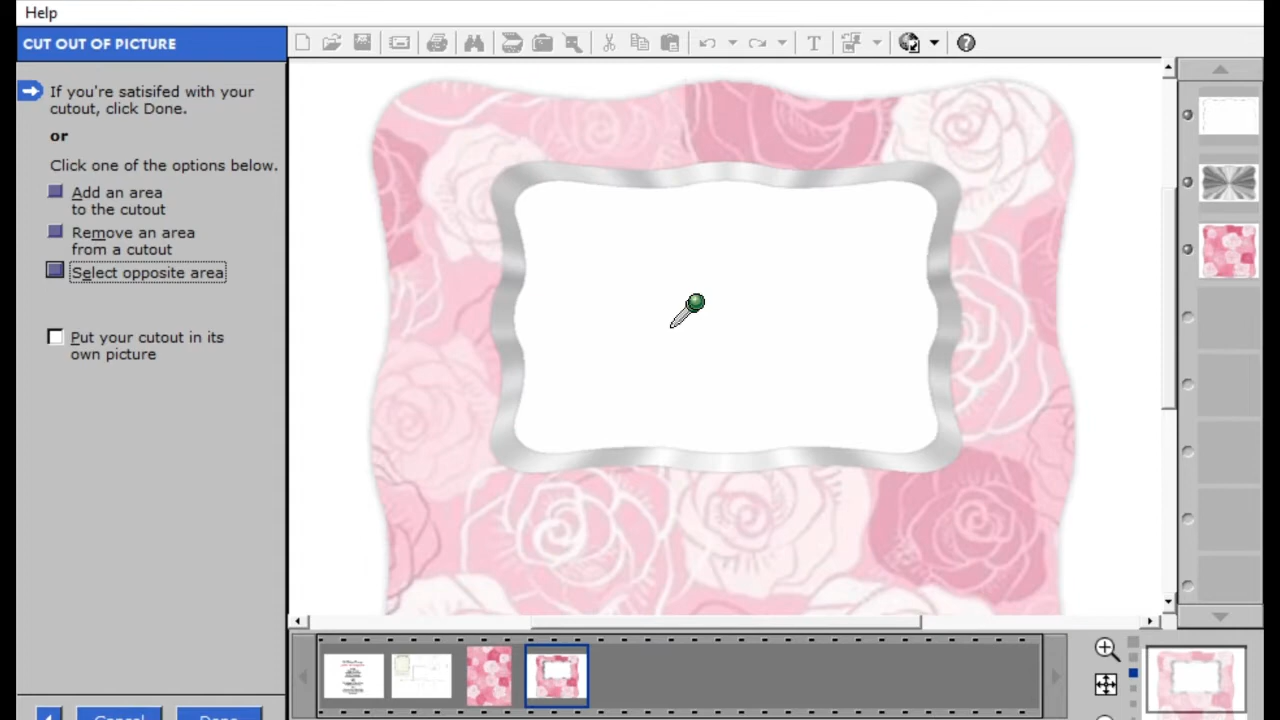 Help
CUT OUT OF PICTURE
If you're satisifed with your
cutout, click Done.
or
Click one of the options below.
Add an area
to the cutout
Remove an area
from a cutout
Select opposite area
Put your cutout in its
own picture
Cancel
Done